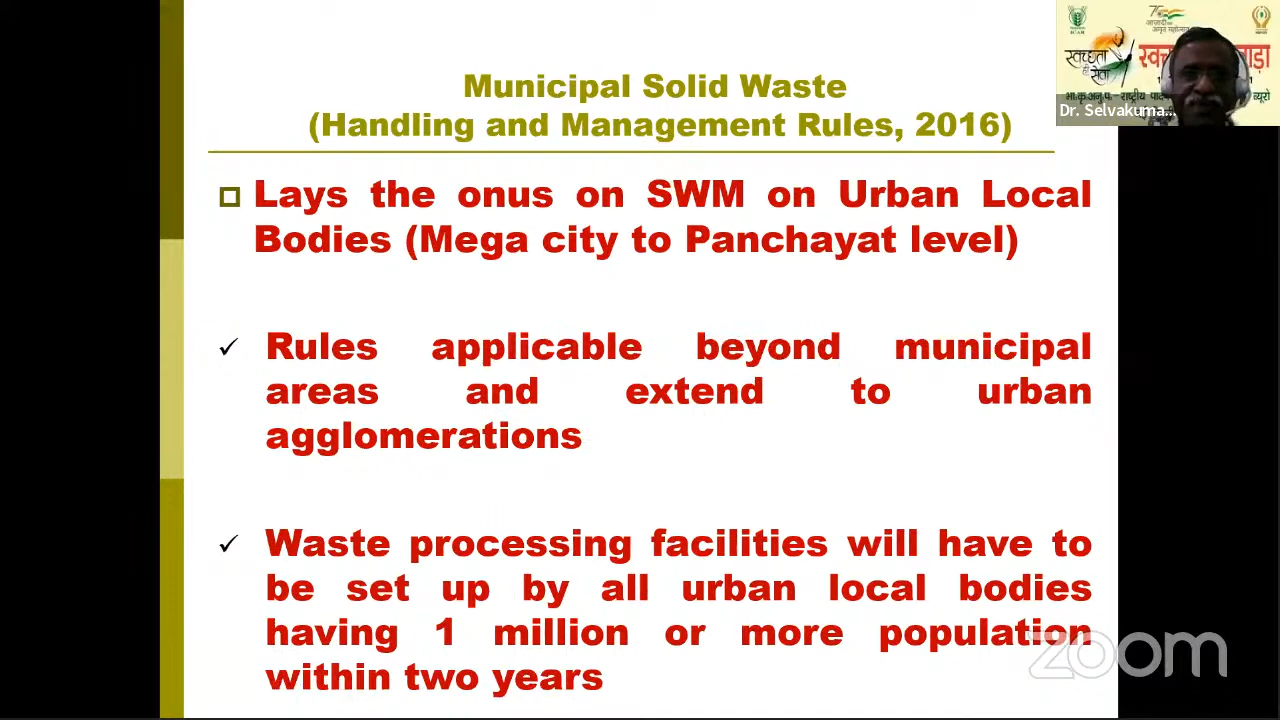 Municipal Solid Waste
(Handling and Management Rules, 2016)
Lays the onus on SWM on Urban Local
Bodies (Mega city to Panchayat level)
Rules applicable beyond municipal
areas and extend to urban
agglomerations
Waste processing facilities will have to
be set up by all urban local bodies
having 1 million or more population
within two years
स्वच्छता
ही
सेवा
ICAR
Dr. Selvakuma...
zoom